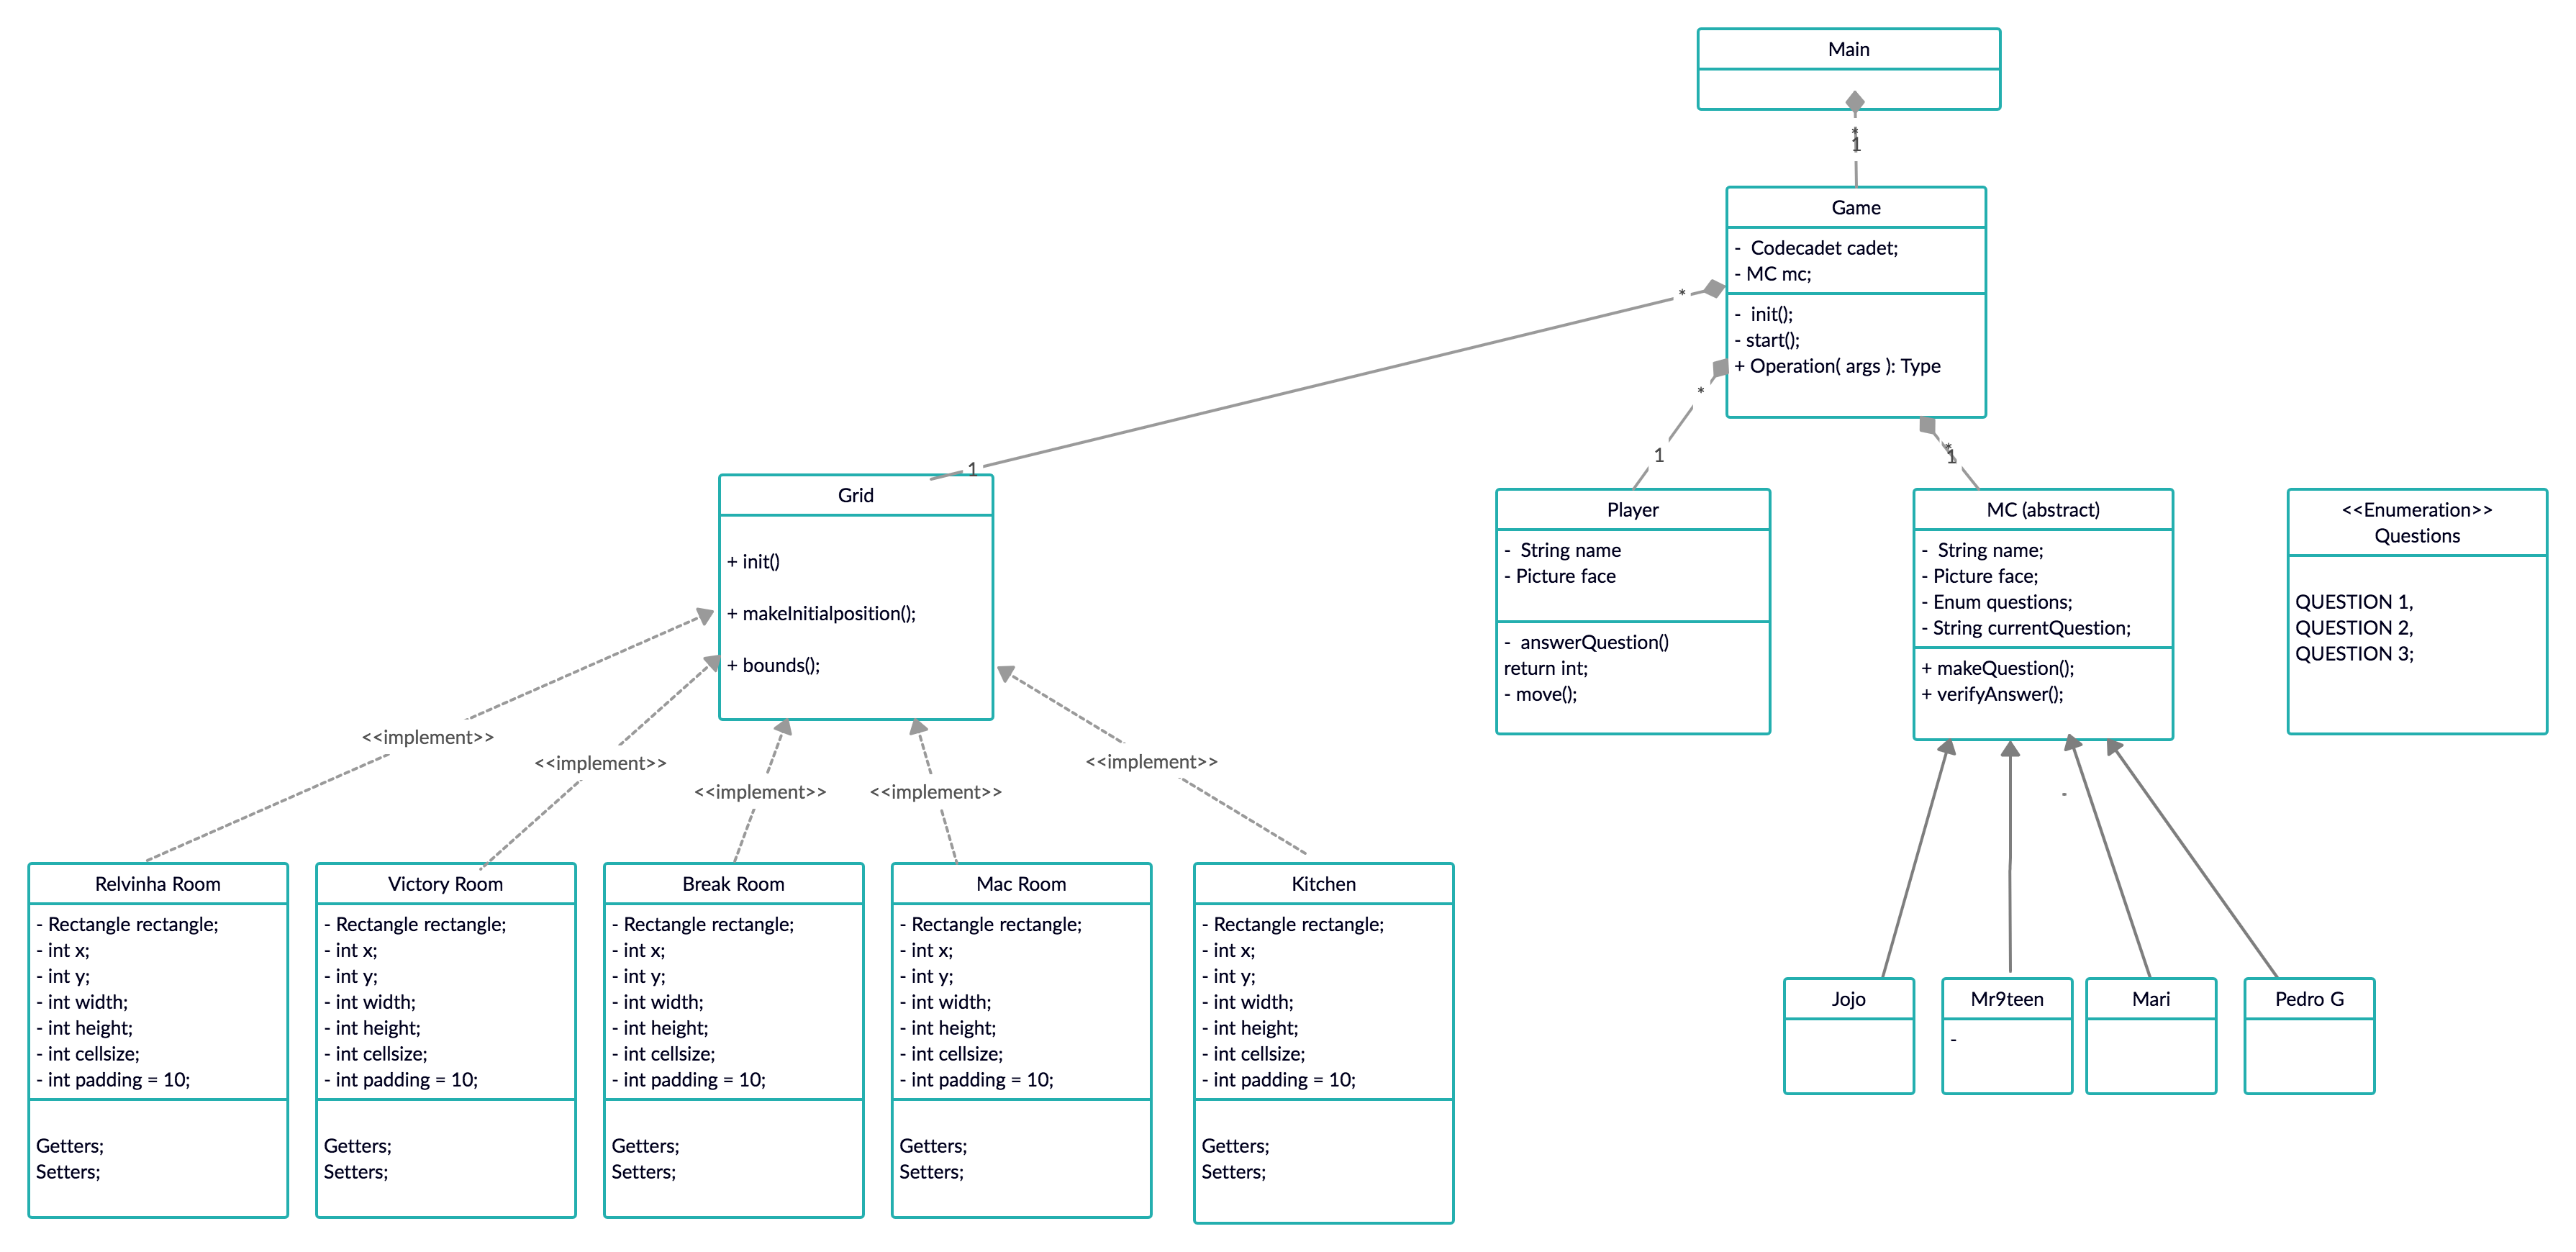 Main
*
1
Game
-  Codecadet cadet;
- MC mc;
-  init();
- start();
+ Operation( args ): Type
*
1
*
1
*
1
Grid
+ init()
+ makeInitialposition();
+ bounds();
Player
-  String name
- Picture face
-  answerQuestion()
return int;
- move();
MC (abstract)
-  String name;
- Picture face;
- Enum questions;
- String currentQuestion;
+ makeQuestion();
+ verifyAnswer();
<<Enumeration>>
Questions
QUESTION 1,
QUESTION 2,
QUESTION 3;
<<implement>>
<<implement>>
<<implement>>
<<implement>>
<<implement>>
-
Relvinha Room
- Rectangle rectangle;
- int x;
- int y;
- int width;
- int height;
- int cellsize;
- int padding = 10;
Getters;
Setters;
Victory Room
- Rectangle rectangle;
- int x;
- int y;
- int width;
- int height;
- int cellsize;
- int padding = 10;
Getters;
Setters;
Break Room
- Rectangle rectangle;
- int x;
- int y;
- int width;
- int height;
- int cellsize;
- int padding = 10;
Getters;
Setters;
Mac Room
- Rectangle rectangle;
- int x;
- int y;
- int width;
- int height;
- int cellsize;
- int padding = 10;
Getters;
Setters;
Kitchen
- Rectangle rectangle;
- int x;
- int y;
- int width;
- int height;
- int cellsize;
- int padding = 10;
Getters;
Setters;
Jojo
Mr9teen
-
Mari
Pedro G